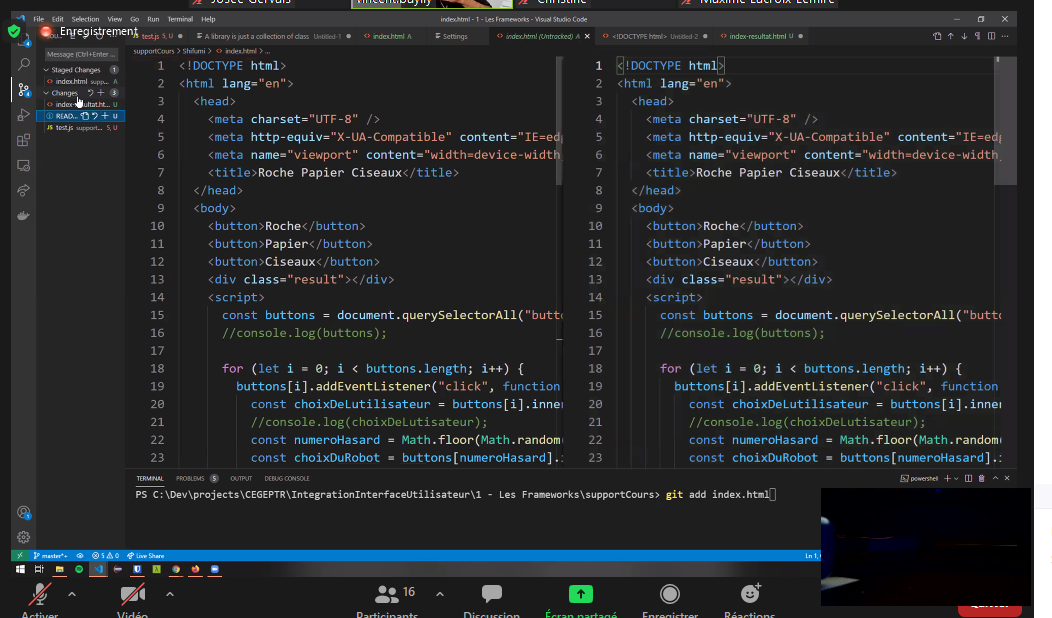 Josée Gervais
vincent.bayrly
Christine
Maxime Lacroix-Lemire
File Edit Selection View Go Run Terminal Help
index.html - 1 - Les Frameworks - Visual Studio Code
Enregistrement
test.js 5, U
A library is just a collection of class Untitled-1
index.html A
Settings
index.html (Untracked) A
<!DOCTYPE html> Untitled-2
index-resultat.html U
Message (Ctrl+Enter ...
supportCours > Shifumi > index.html > ...
Staged Changes 1
index.html supp... A
Changes 3
index-resultat.ht... U
READ... U
test.js support... 5, U
1 <!DOCTYPE html>
2 <html lang="en">
3 <head>
4 <meta charset="UTF-8" />
5 <meta http-equiv="X-UA-Compatible" content="IE=edg
6 <meta name="viewport" content="width=device-width,
7 <title>Roche Papier Ciseaux</title>
8 </head>
9 <body>
10 <button>Roche</button>
11 <button>Papier</button>
12 <button>Ciseaux</button>
13 <div class="result"></div>
14 <script>
15 const buttons = document.querySelectorAll("butto
16 //console.log(buttons);
17
18 for (let i = 0; i < buttons.length; i++) {
19 buttons[i].addEventListener("click", function
20 const choixDeLutilisateur = buttons[i].inner
21 //console.log(choixDeLutisateur);
22 const numeroHasard = Math.floor(Math.random(
23 const choixDuRobot = buttons[numeroHasard].i
1 <!DOCTYPE html>
2 <html lang="en">
3 <head>
4 <meta charset="UTF-8" />
5 <meta http-equiv="X-UA-Compatible" content="IE=edg
6 <meta name="viewport" content="width=device-width,
7 <title>Roche Papier Ciseaux</title>
8 </head>
9 <body>
10 <button>Roche</button>
11 <button>Papier</button>
12 <button>Ciseaux</button>
13 <div class="result"></div>
14 <script>
15 const buttons = document.querySelectorAll("butto
16 //console.log(buttons);
17
18 for (let i = 0; i < buttons.length; i++) {
19 buttons[i].addEventListener("click", function
20 const choixDeLutilisateur = buttons[i].inner
21 //console.log(choixDeLutisateur);
22 const numeroHasard = Math.floor(Math.random(
23 const choixDuRobot = buttons[numeroHasard].i
TERMINAL PROBLEMS 5 OUTPUT DEBUG CONSOLE
powershell
PS C:\Dev\projects\CEGEPTR\IntegrationInterfaceUtilisateur\1 - Les Frameworks\supportCours> git add index.html
master*+ 5 0 Live Share
Ln 1,
16
Activer
Vidéo
Participants
Discussion
Écran partagé
Enregistrer
Réactions
Quitter